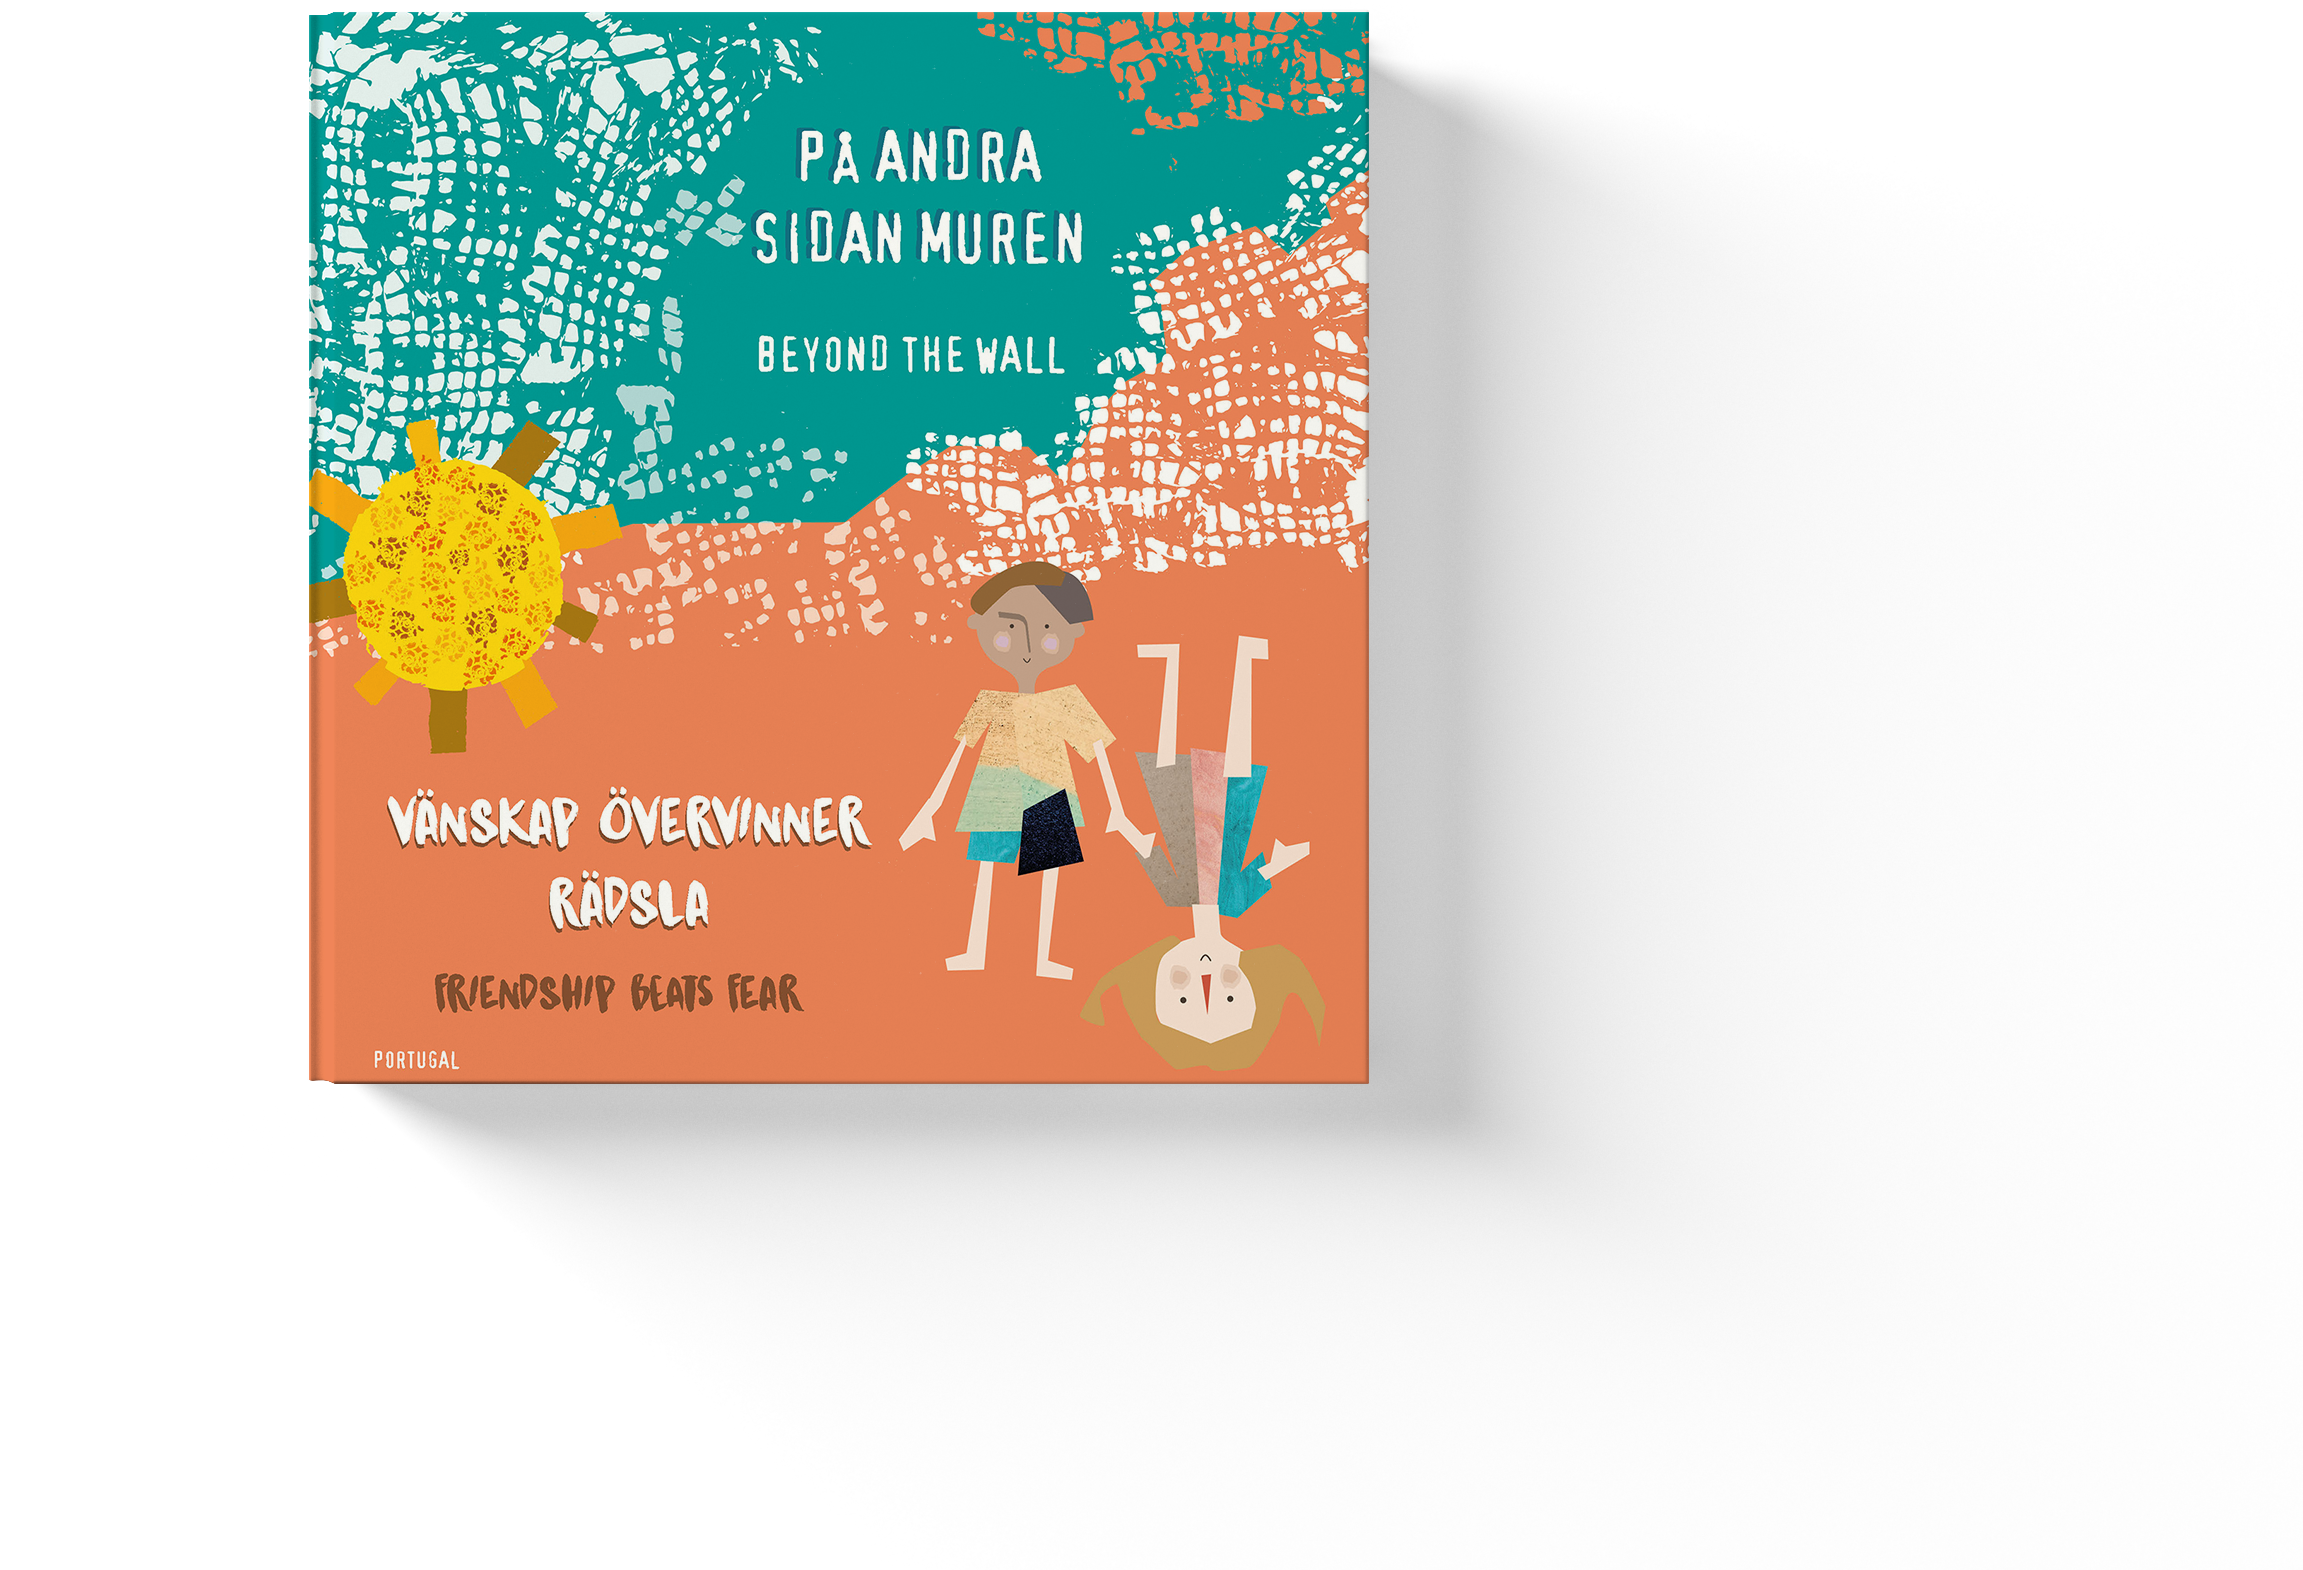 PÅ ANDRA
SIDAN MUREN
BEYOND THE WALL
VÄNSKAP ÖVERVINNER
RÄDSLA
FRIENDSHIP BEATS FEAR
PORTUGAL